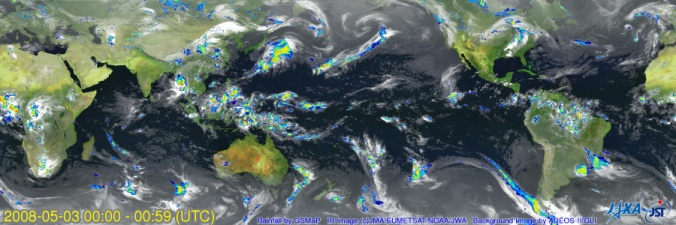 2008-05-03 00:00 - 00:59 (UTC)
Rainfall by GSMaP IR Image by JMA/EUMETSAT/NOAA/JWA Background Image by ADEOS-II/GLI
JAXA JST